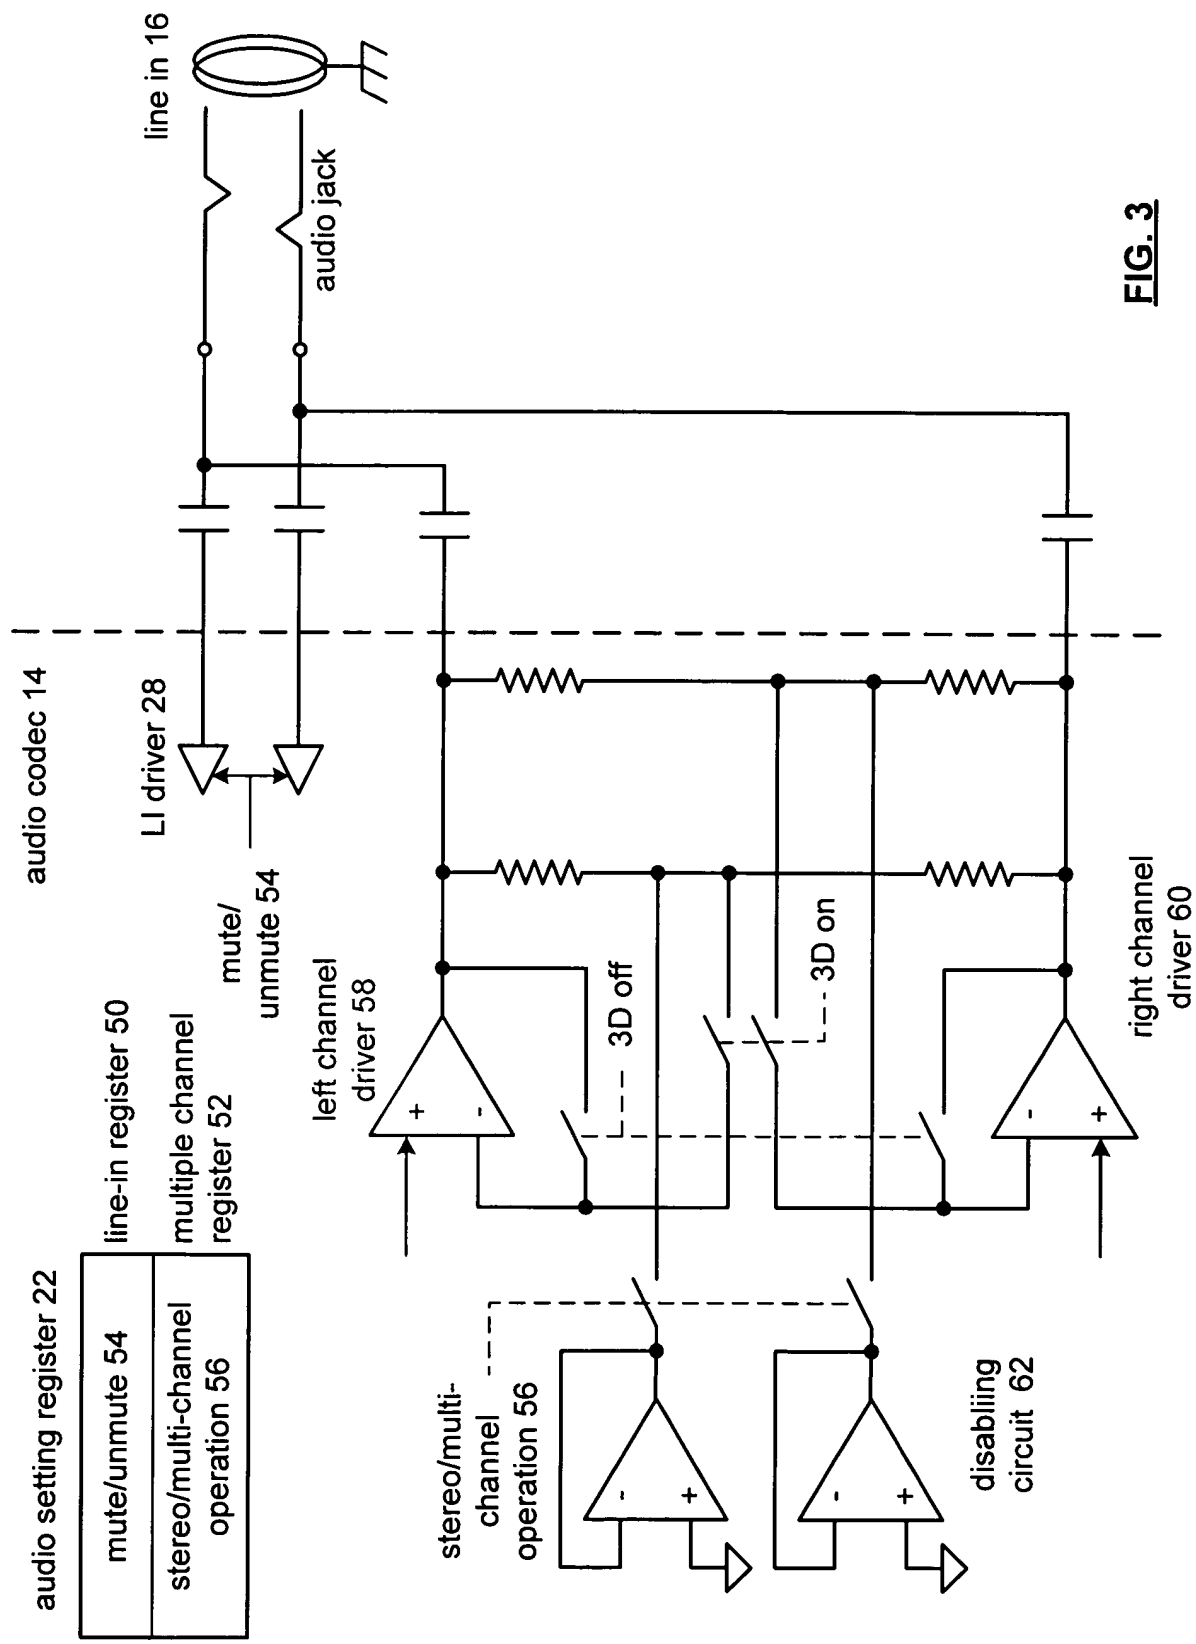 audio setting register 22
mute/unmute 54
stereo/multi-channel
operation 56
line-in register 50
multiple channel
register 52
audio codec 14
LI driver 28
mute/
unmute 54
line in 16
audio jack
left channel
driver 58
+
-
3D off
3D on
stereo/multi-
channel
operation 56
-
+
-
+
disabliing
circuit 62
-
+
right channel
driver 60
FIG. 3